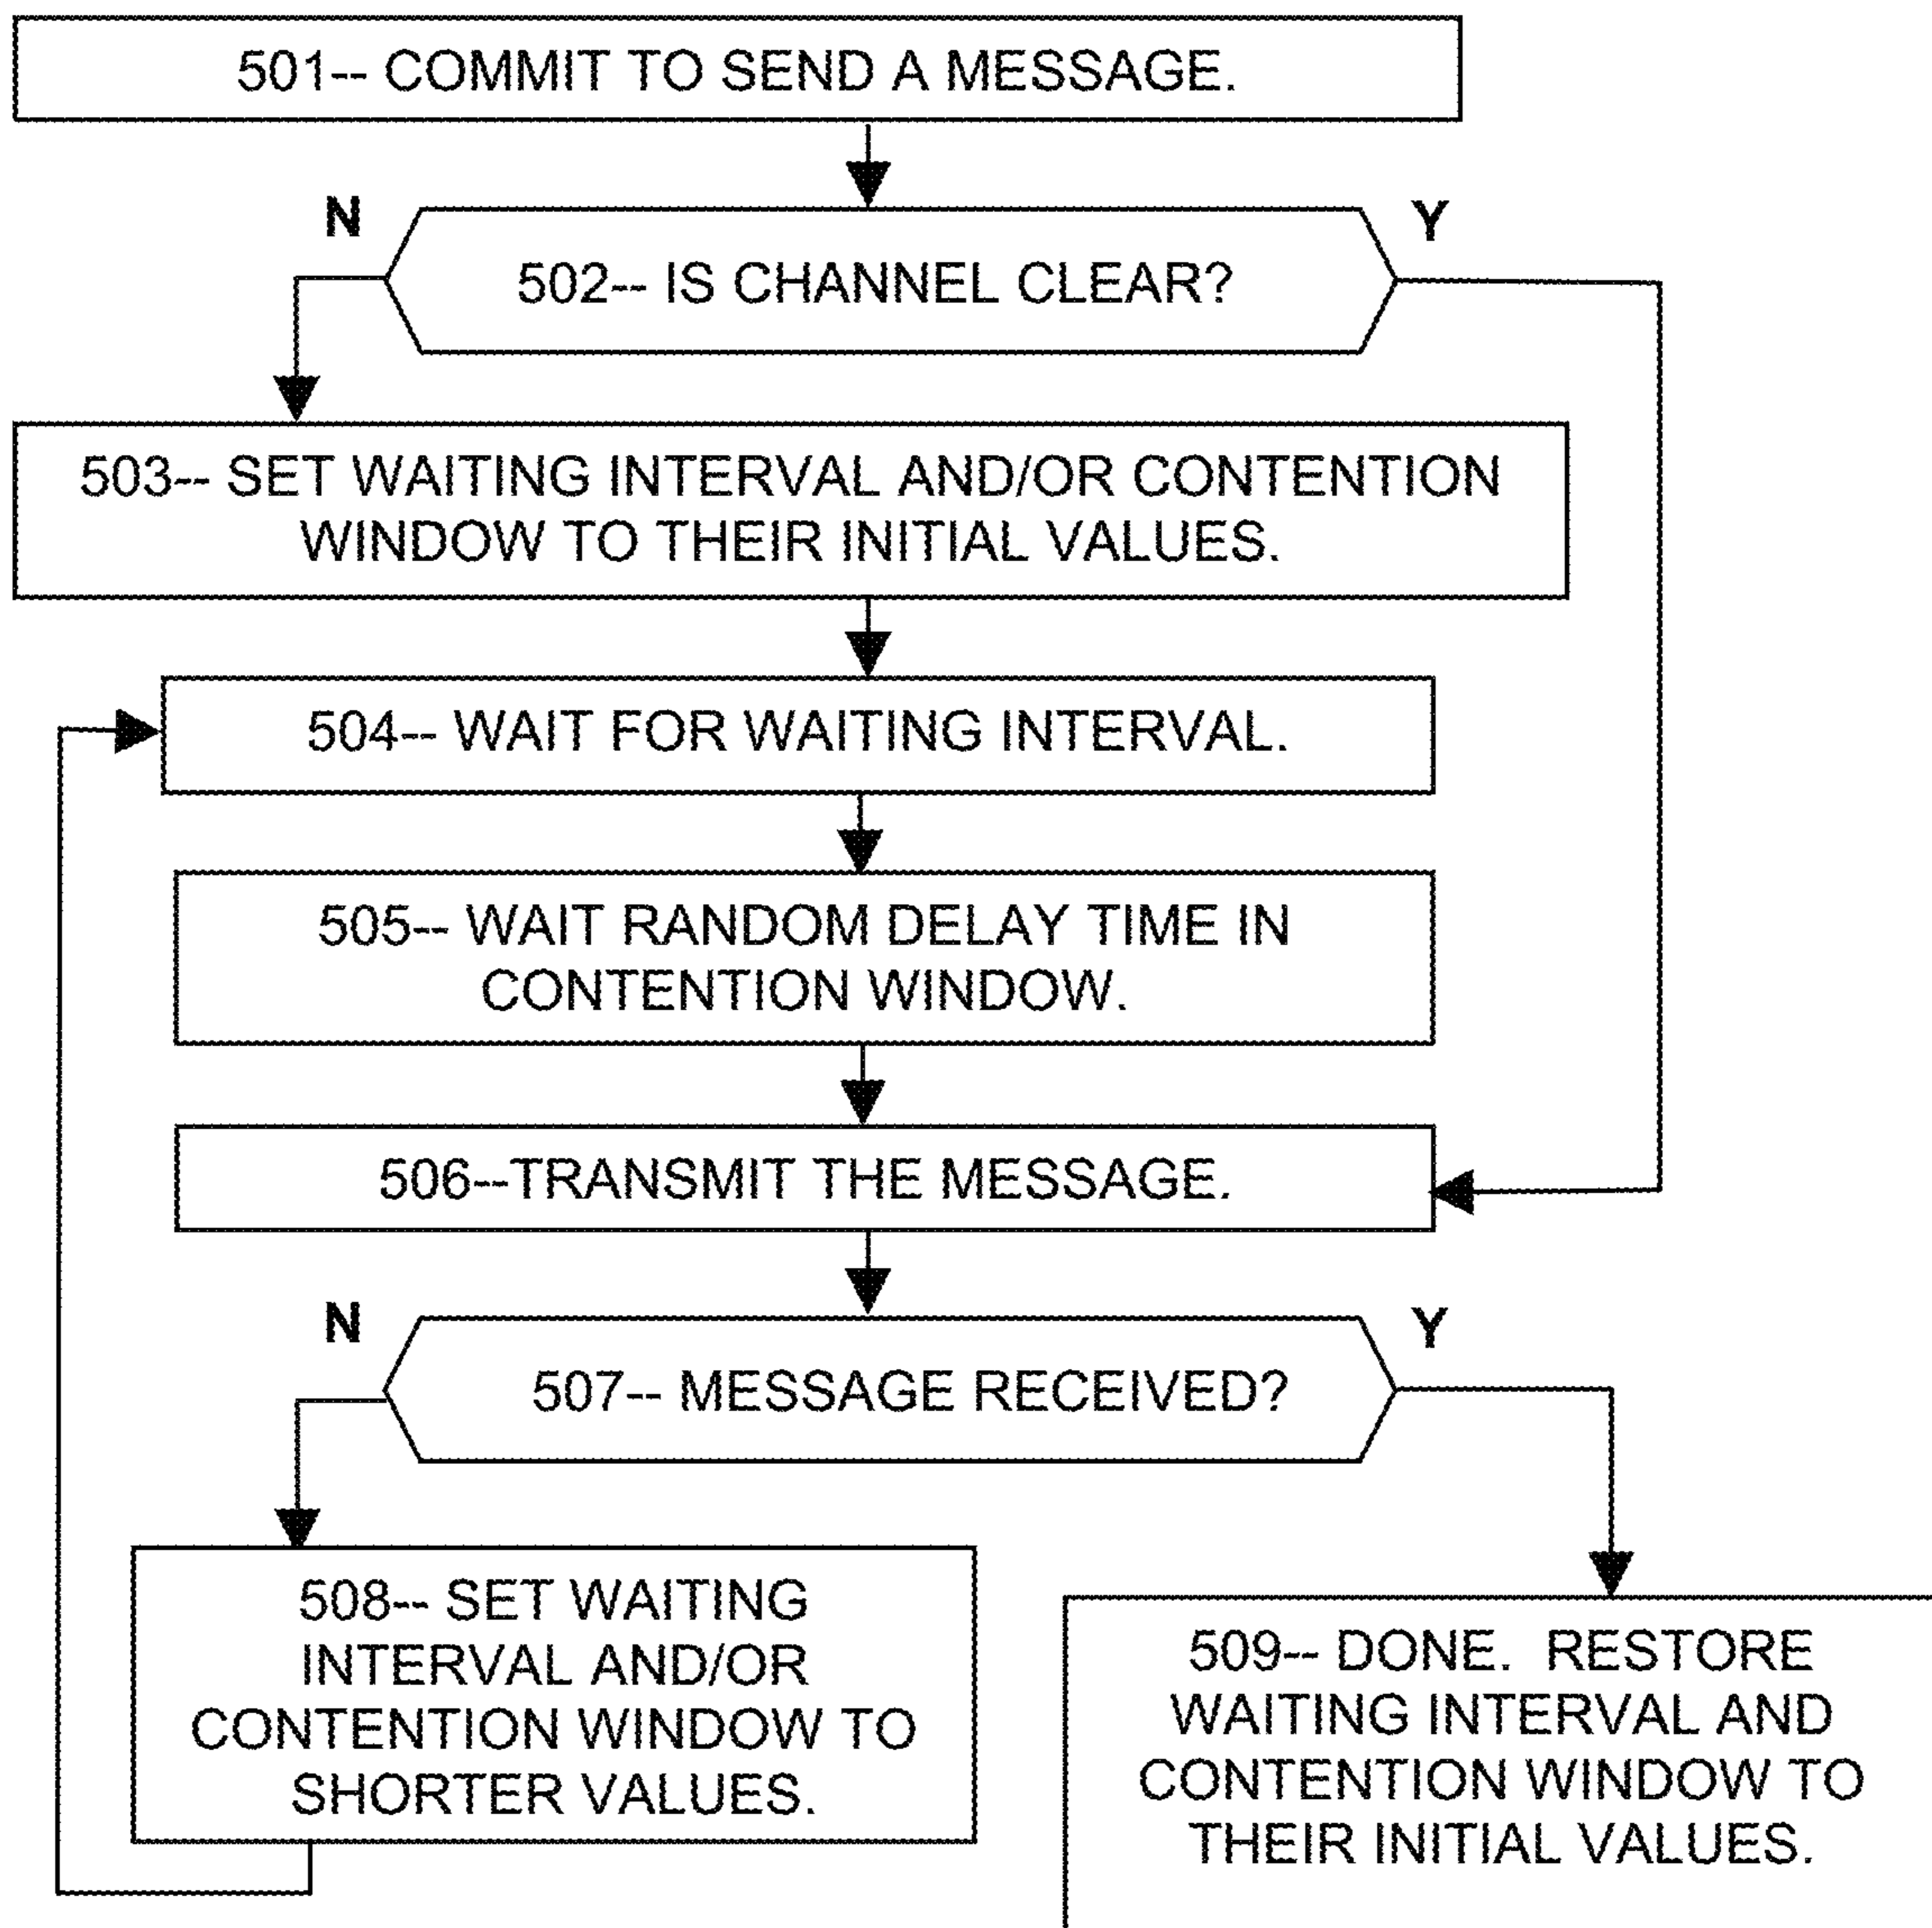 501-- COMMIT TO SEND A MESSAGE.
N
Y
502-- IS CHANNEL CLEAR?
503-- SET WAITING INTERVAL AND/OR CONTENTION
WINDOW TO THEIR INITIAL VALUES.
504-- WAIT FOR WAITING INTERVAL.
505-- WAIT RANDOM DELAY TIME IN
CONTENTION WINDOW.
506--TRANSMIT THE MESSAGE.
N
Y
507-- MESSAGE RECEIVED?
508-- SET WAITING
INTERVAL AND/OR
CONTENTION WINDOW TO
SHORTER VALUES.
509-- DONE. RESTORE
WAITING INTERVAL AND
CONTENTION WINDOW TO
THEIR INITIAL VALUES.